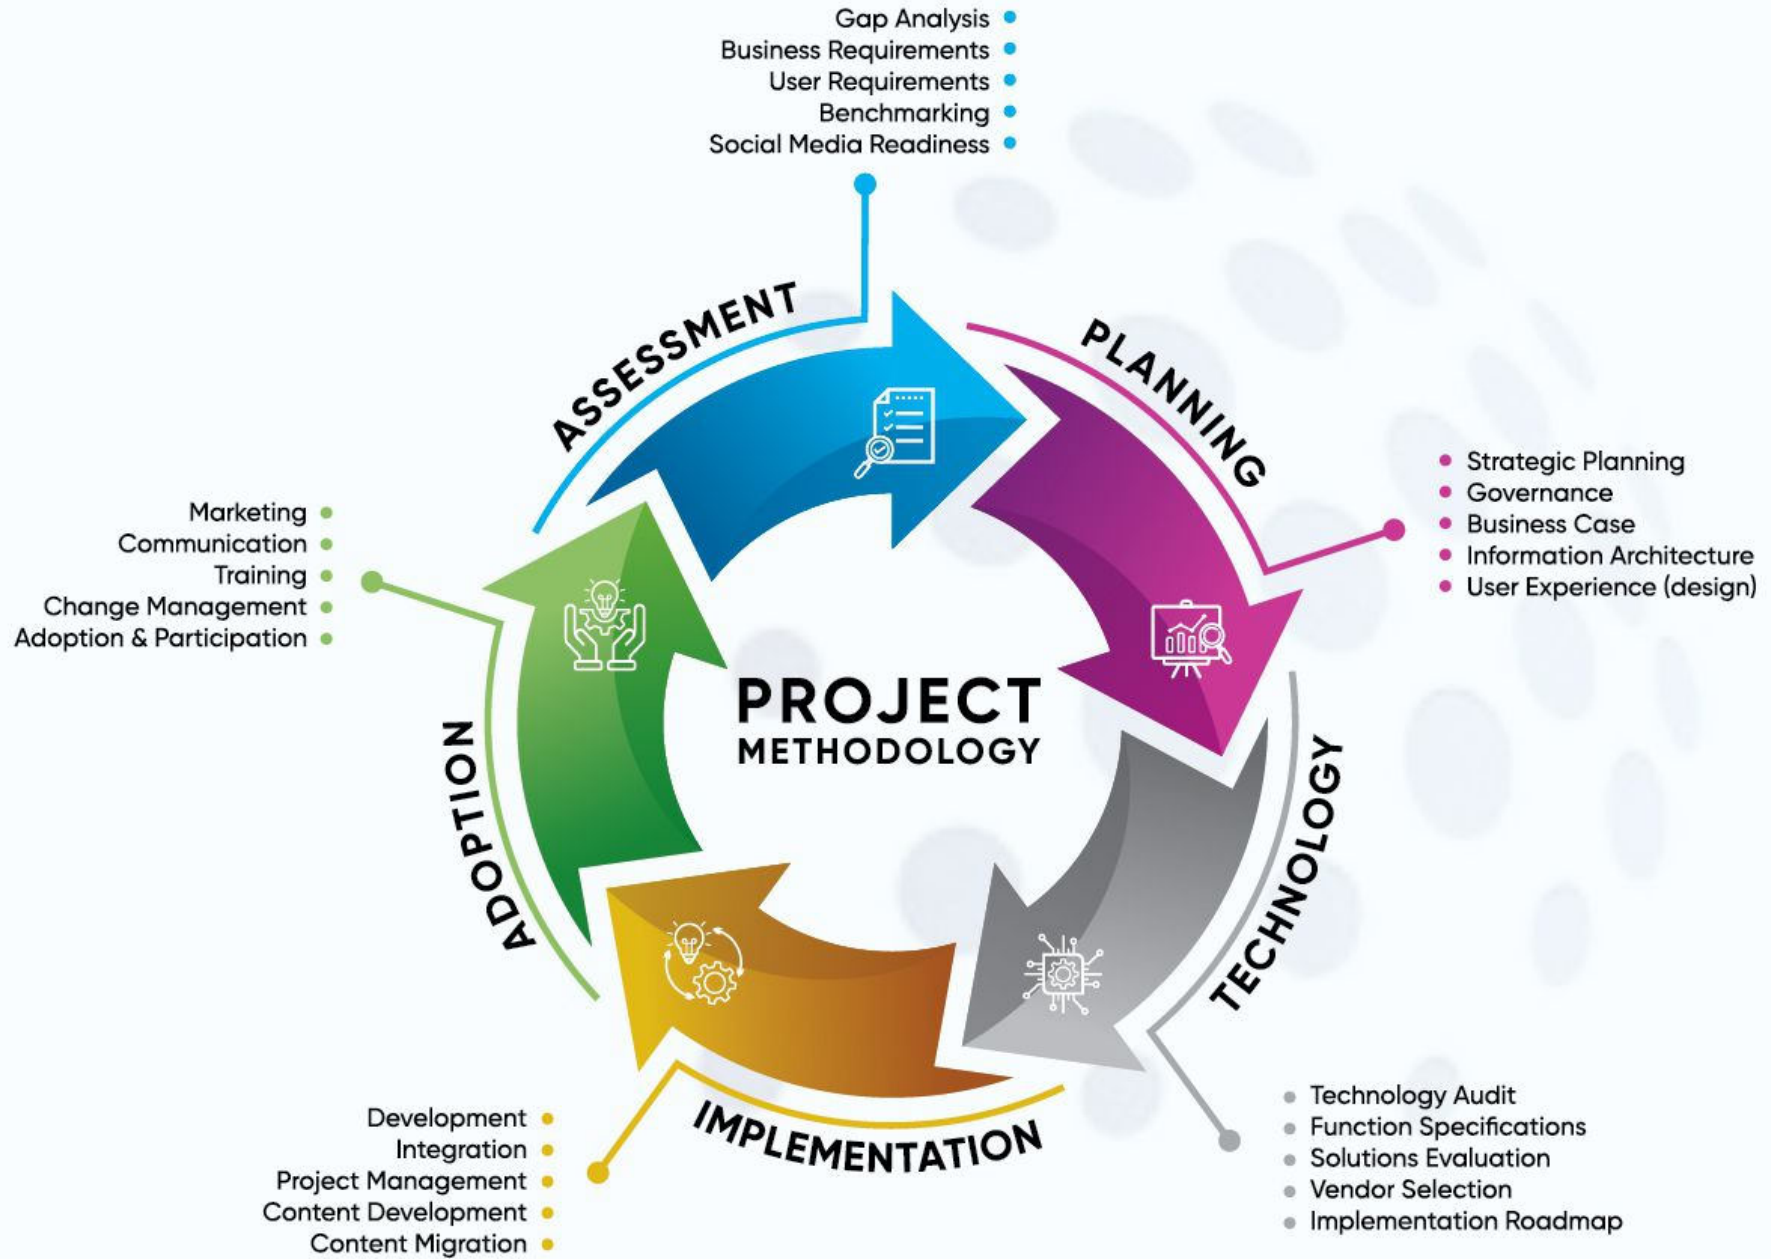 Gap Analysis
Business Requirements
User Requirements
Benchmarking
Social Media Readiness
ASSESSMENT
PLANNING
Strategic Planning
Governance
Business Case
Information Architecture
User Experience (design)
Marketing
Communication
Training
Change Management
Adoption & Participation
PROJECT
METHODOLOGY
ADOPTION
TECHNOLOGY
Technology Audit
Function Specifications
Solutions Evaluation
Vendor Selection
Implementation Roadmap
IMPLEMENTATION
Development
Integration
Project Management
Content Development
Content Migration